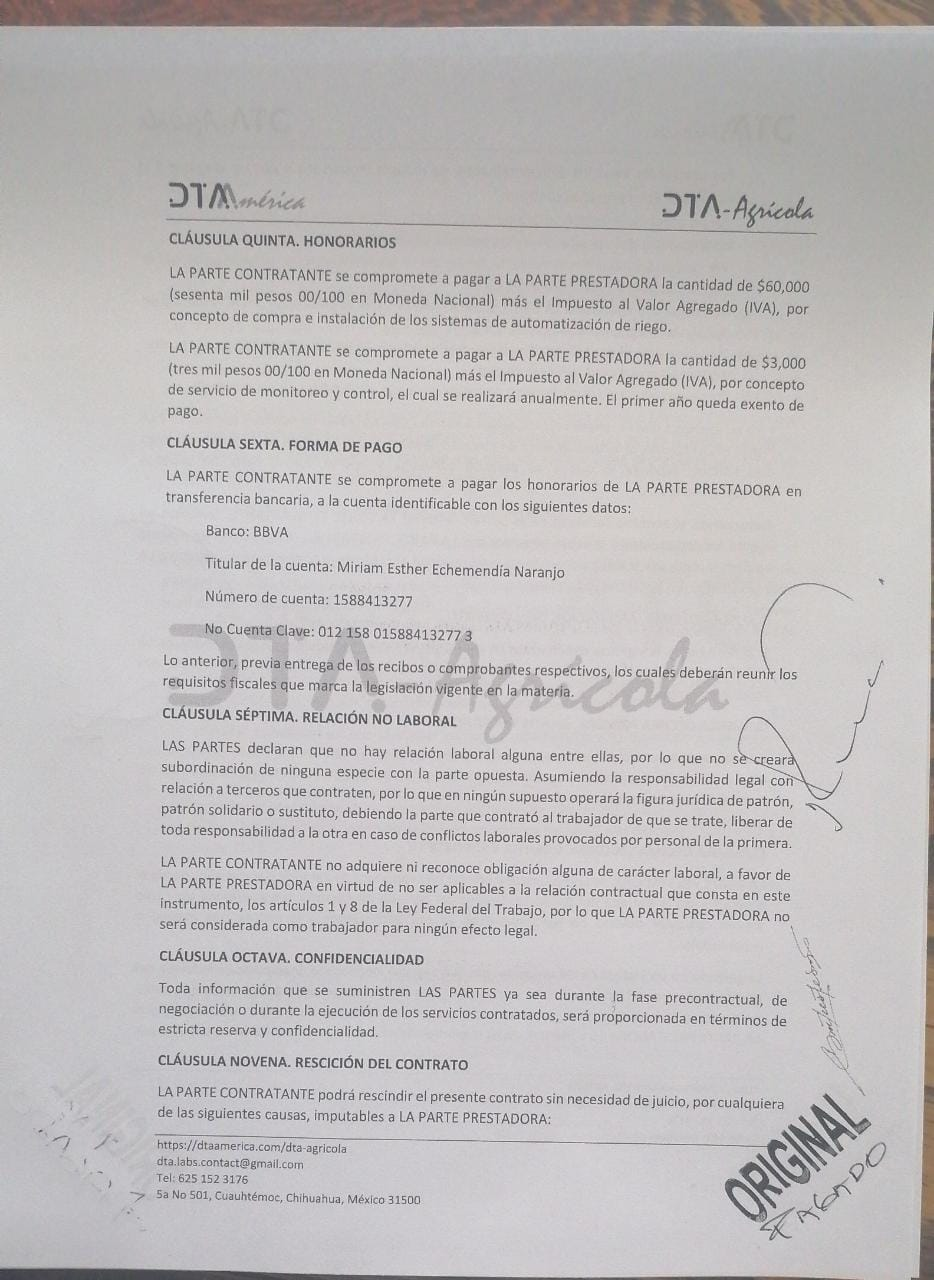 DTAmérica DTA-Agrícola
CLÁUSULA QUINTA. HONORARIOS
LA PARTE CONTRATANTE se compromete a pagar a LA PARTE PRESTADORA la cantidad de $60,000
(sesenta mil pesos 00/100 en Moneda Nacional) más el Impuesto al Valor Agregado (IVA), por
concepto de compra e instalación de los sistemas de automatización de riego.
LA PARTE CONTRATANTE se compromete a pagar a LA PARTE PRESTADORA la cantidad de $3,000
(tres mil pesos 00/100 en Moneda Nacional) más el Impuesto al Valor Agregado (IVA), por concepto
de servicio de monitoreo y control, el cual se realizará anualmente. El primer año queda exento de
pago.
CLÁUSULA SEXTA. FORMA DE PAGO
LA PARTE CONTRATANTE se compromete a pagar los honorarios de LA PARTE PRESTADORA en
transferencia bancaria, a la cuenta identificable con los siguientes datos:
Banco: BBVA
Titular de la cuenta: Miriam Esther Echemendía Naranjo
Número de cuenta: 1588413277
No Cuenta Clave: 012 158 01588413277 3
DTA-Agrícola
Lo anterior, previa entrega de los recibos o comprobantes respectivos, los cuales deberán reunir los
requisitos fiscales que marca la legislación vigente en la materia.
CLÁUSULA SÉPTIMA. RELACIÓN NO LABORAL
LAS PARTES declaran que no hay relación laboral alguna entre ellas, por lo que no se creará
subordinación de ninguna especie con la parte opuesta. Asumiendo la responsabilidad legal con
relación a terceros que contraten, por lo que en ningún supuesto operará la figura jurídica de patrón,
patrón solidario o sustituto, debiendo la parte que contrató al trabajador de que se trate, liberar de
toda responsabilidad a la otra en caso de conflictos laborales provocados por personal de la primera.
LA PARTE CONTRATANTE no adquiere ni reconoce obligación alguna de carácter laboral, a favor de
LA PARTE PRESTADORA en virtud de no ser aplicables a la relación contractual que consta en este
instrumento, los artículos 1 y 8 de la Ley Federal del Trabajo, por lo que LA PARTE PRESTADORA no
será considerada como trabajador para ningún efecto legal.
CLÁUSULA OCTAVA. CONFIDENCIALIDAD
Toda información que se suministren LAS PARTES ya sea durante la fase precontractual, de
negociación o durante la ejecución de los servicios contratados, será proporcionada en términos de
estricta reserva y confidencialidad.
CLÁUSULA NOVENA. RESCICIÓN DEL CONTRATO
LA PARTE CONTRATANTE podrá rescindir el presente contrato sin necesidad de juicio, por cualquiera
de las siguientes causas, imputables a LA PARTE PRESTADORA:
https://dtaamerica.com/dta-agricola
dta.labs.contact@gmail.com
Tel: 625 152 3176
5a No 501, Cuauhtémoc, Chihuahua, México 31500
ORIGINAL
PAGADO